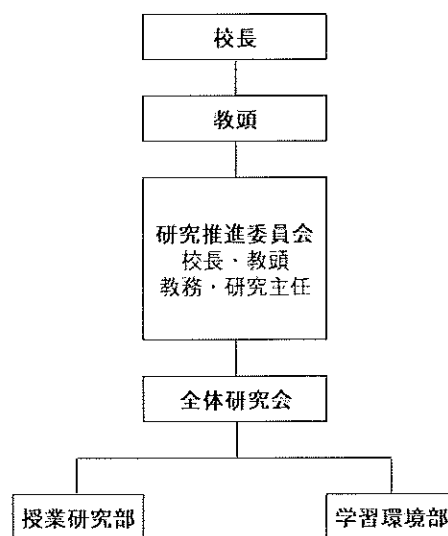 校長
教頭
研究推進委員会
校長・教頭
教務・研究主任
全体研究会
授業研究部
学習環境部